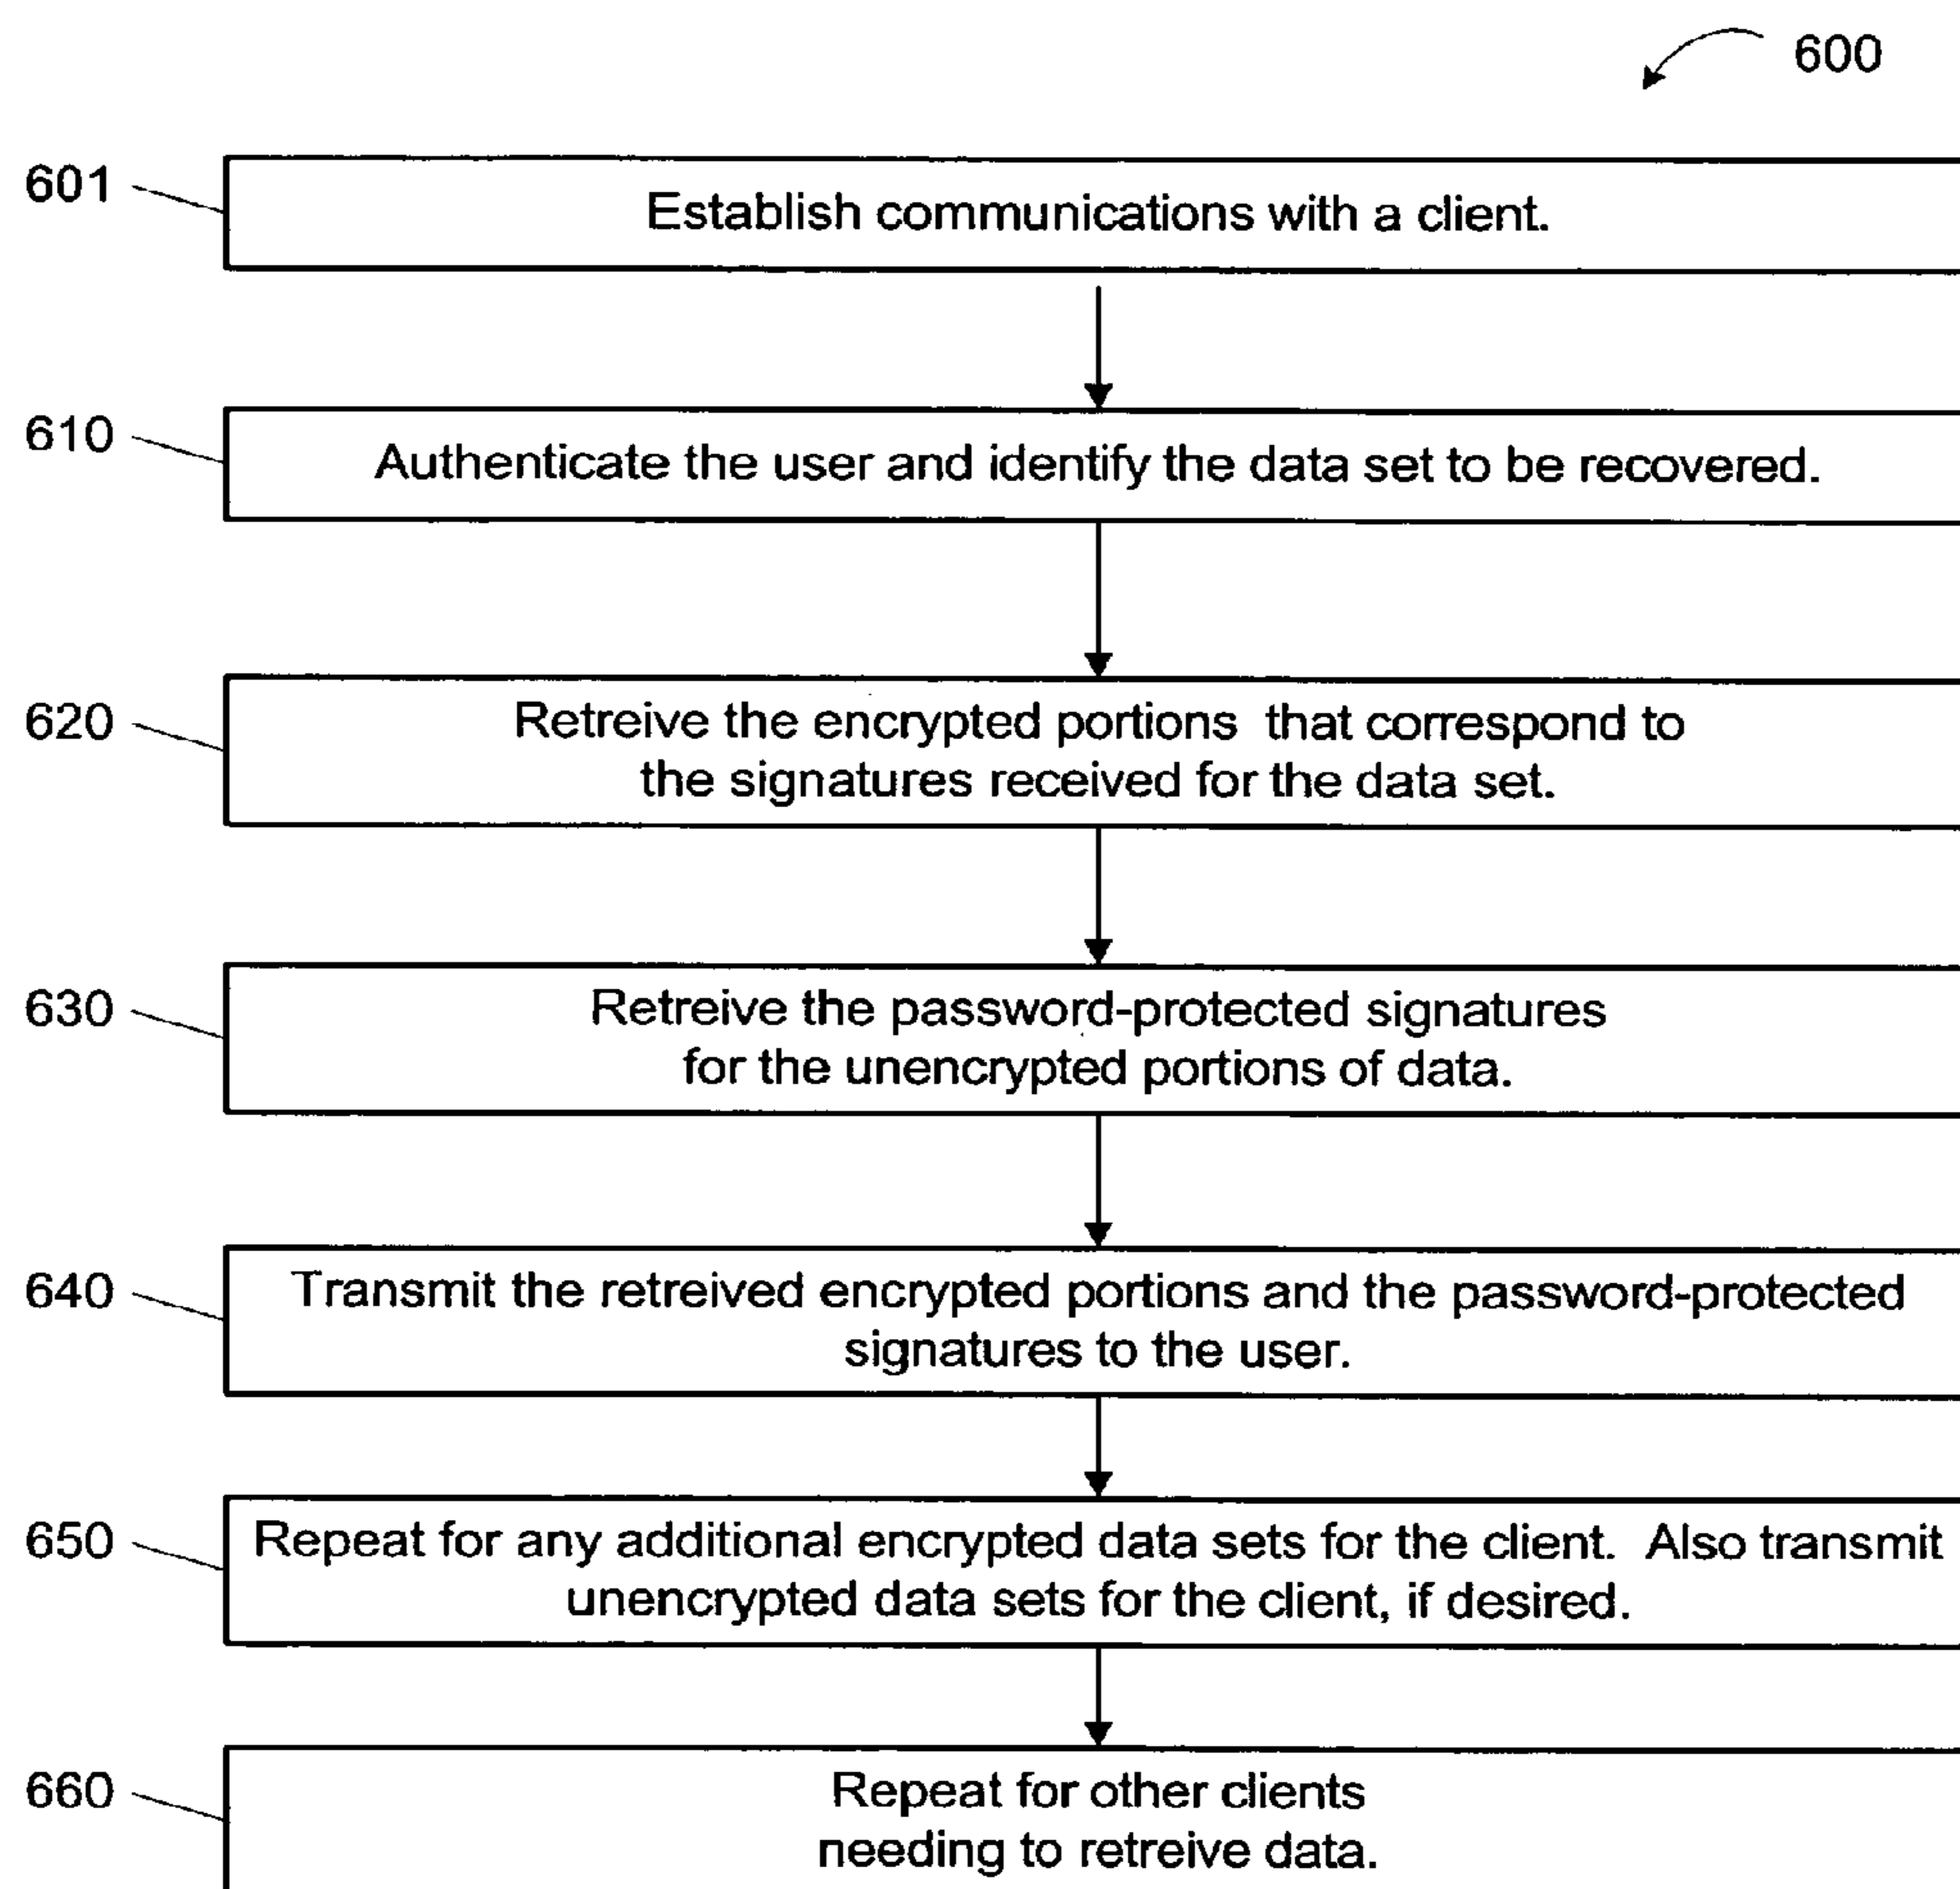 600
601
Establish communications with a client.
610
Authenticate the user and identify the data set to be recovered.
620
Retreive the encrypted portions that correspond to
the signatures received for the data set.
630
Retreive the password-protected signatures
for the unencrypted portions of data.
640
Transmit the retreived encrypted portions and the password-protected
signatures to the user.
650
Repeat for any additional encrypted data sets for the client. Also transmit
unencrypted data sets for the client, if desired.
660
Repeat for other clients
needing to retreive data.